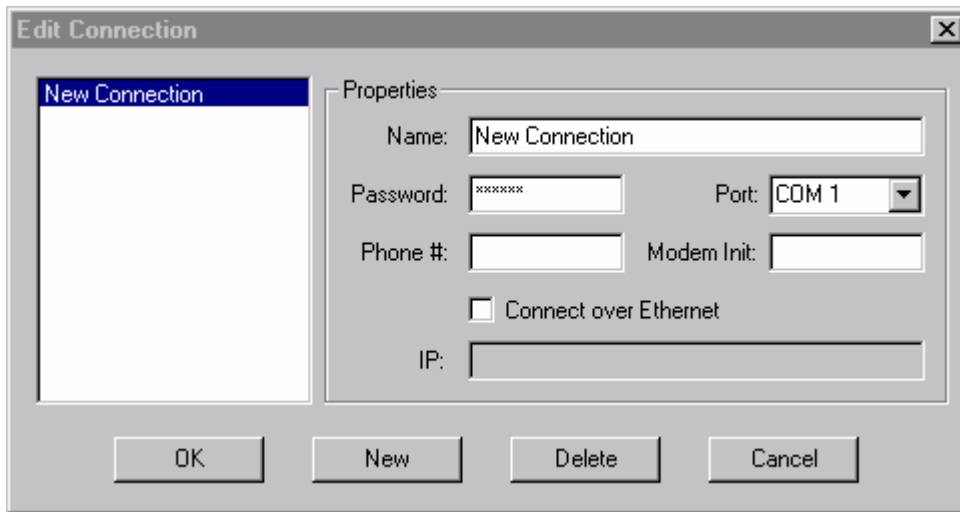 Edit Connection
New Connection
Properties
Name: New Connection
Password: ****** Port: COM 1
Phone #: Modem Init:
Connect over Ethernet
IP:
OK New Delete Cancel